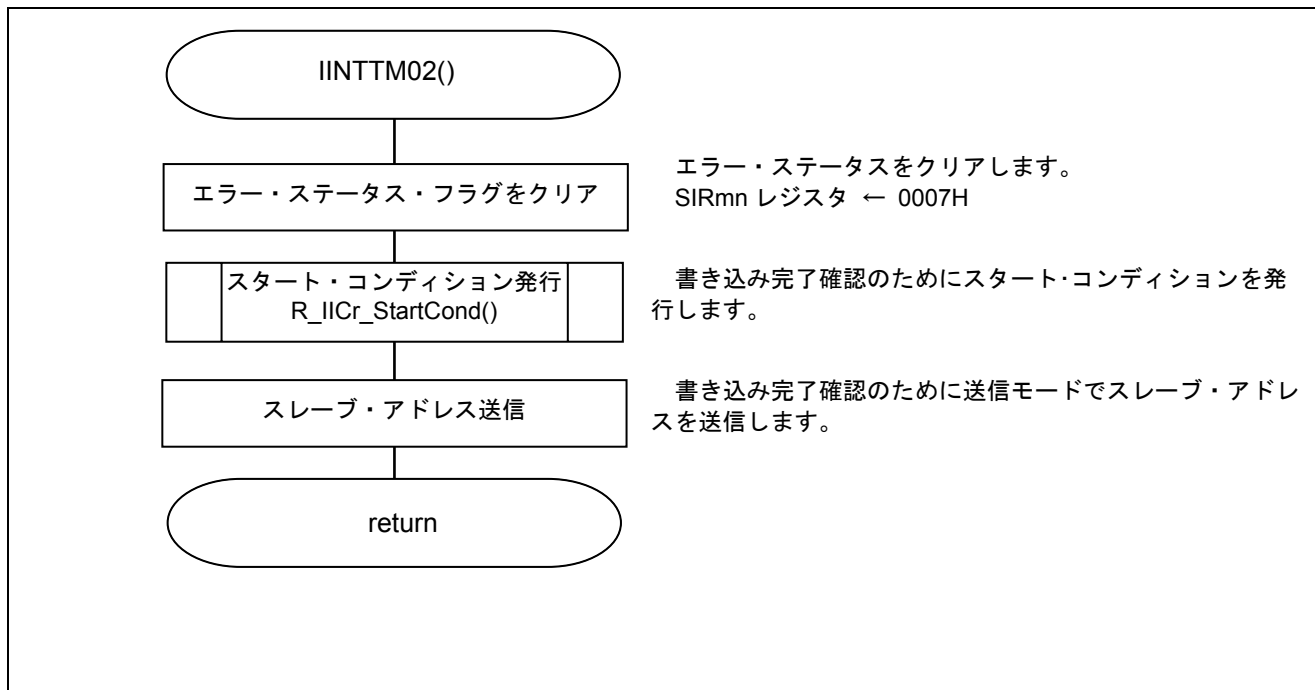 IINTTM02()
エラー・ステータス・フラグをクリア
エラー・ステータスをクリアします。
SIRmn レジスタ ← 0007H
スタート・コンディション発行
R_IICr_StartCond()
書き込み完了確認のためにスタート･コンディションを発
行します。
スレーブ・アドレス送信
書き込み完了確認のために送信モードでスレーブ・アドレ
スを送信します。
return